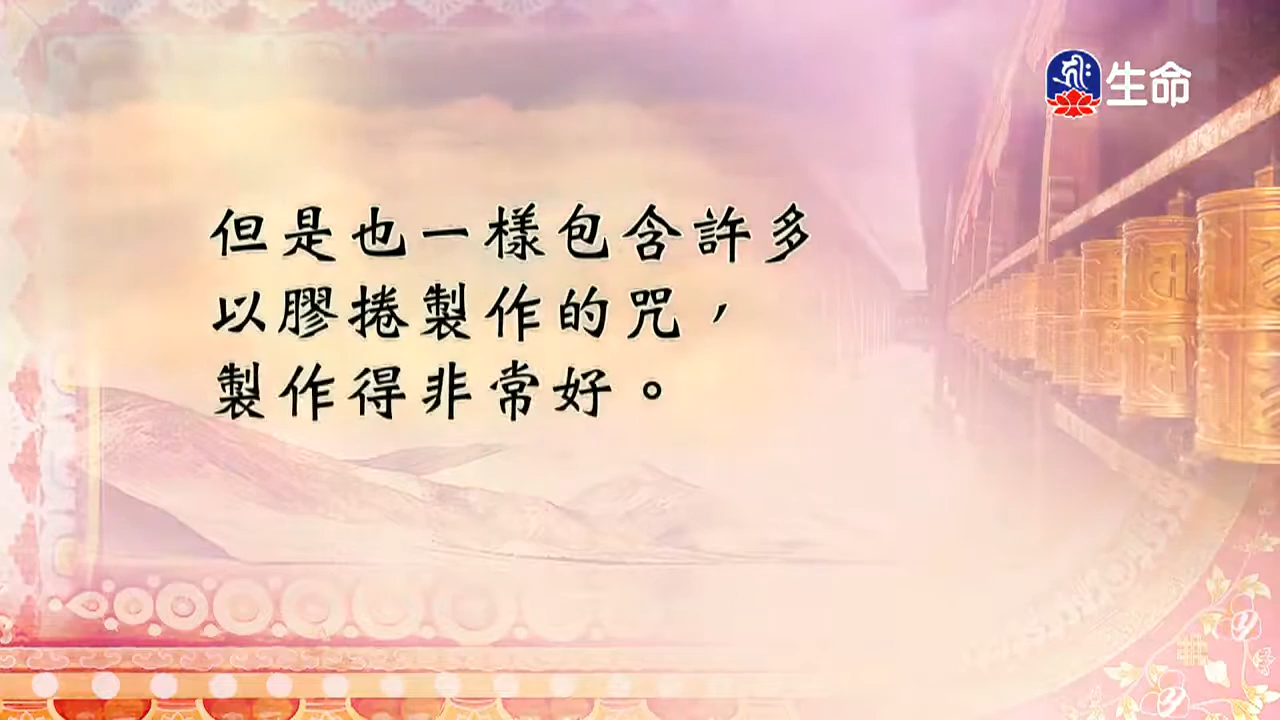 生命
但是也一樣包含許多
以膠捲製作的咒，
製作得非常好。